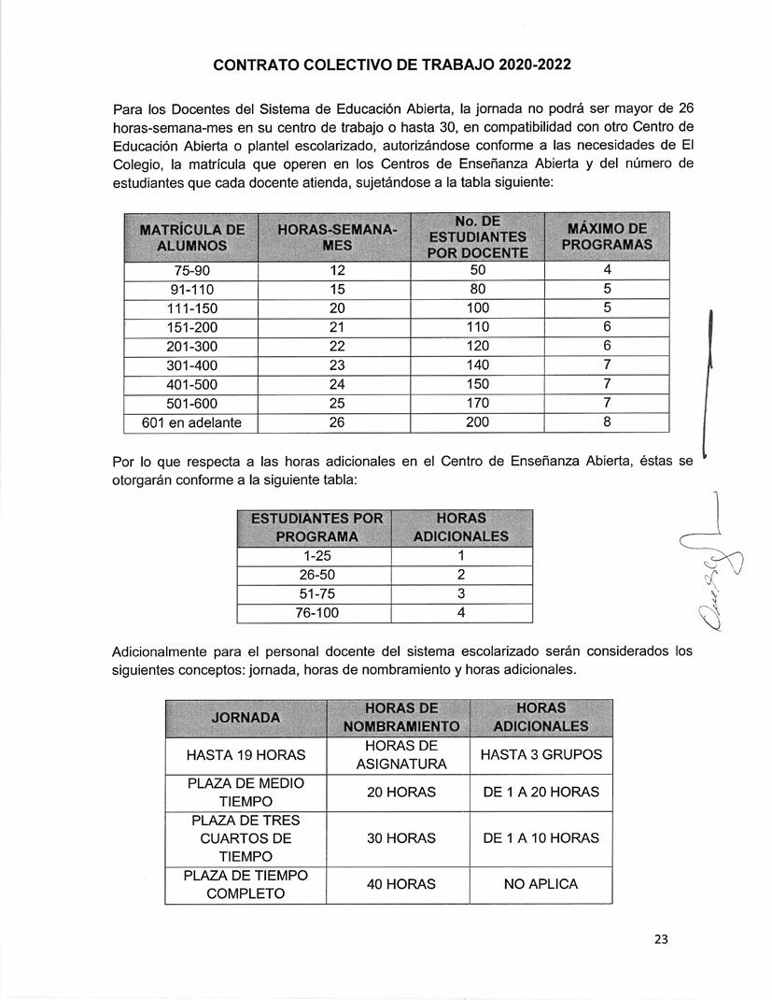 CONTRATO COLECTIVO DE TRABAJO 2020-2022
Para los Docentes del Sistema de Educación Abierta, la jornada no podrá ser mayor de 26
horas-semana-mes en su centro de trabajo o hasta 30, en compatibilidad con otro Centro de
Educación Abierta o plantel escolarizado, autorizándose conforme a las necesidades de El
Colegio, la matrícula que operen en los Centros de Enseñanza Abierta y del número de
estudiantes que cada docente atienda, sujetándose a la tabla siguiente:
MATRÍCULA DE ALUMNOS HORAS-SEMANA-MES No. DE ESTUDIANTES POR DOCENTE MÁXIMO DE PROGRAMAS
75-90 12 50 4
91-110 15 80 5
111-150 20 100 5
151-200 21 110 6
201-300 22 120 6
301-400 23 140 7
401-500 24 150 7
501-600 25 170 7
601 en adelante 26 200 8
Por lo que respecta a las horas adicionales en el Centro de Enseñanza Abierta, éstas se
otorgarán conforme a la siguiente tabla:
ESTUDIANTES POR PROGRAMA HORAS ADICIONALES
1-25 1
26-50 2
51-75 3
76-100 4
Adicionalmente para el personal docente del sistema escolarizado serán considerados los
siguientes conceptos: jornada, horas de nombramiento y horas adicionales.
JORNADA HORAS DE NOMBRAMIENTO HORAS ADICIONALES
HASTA 19 HORAS HORAS DE ASIGNATURA HASTA 3 GRUPOS
PLAZA DE MEDIO TIEMPO 20 HORAS DE 1 A 20 HORAS
PLAZA DE TRES CUARTOS DE TIEMPO 30 HORAS DE 1 A 10 HORAS
PLAZA DE TIEMPO COMPLETO 40 HORAS NO APLICA
23